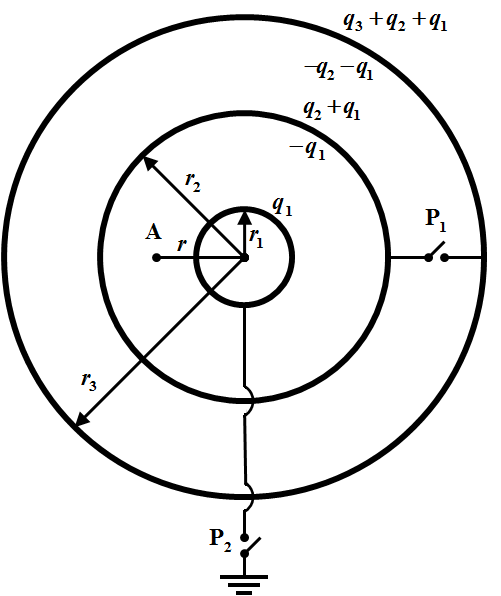 q₃ + q₂ + q₁
−q₂ − q₁
q₂ + q₁
−q₁
r₂
q₁
P₁
A
r
r₁
r₃
P₂